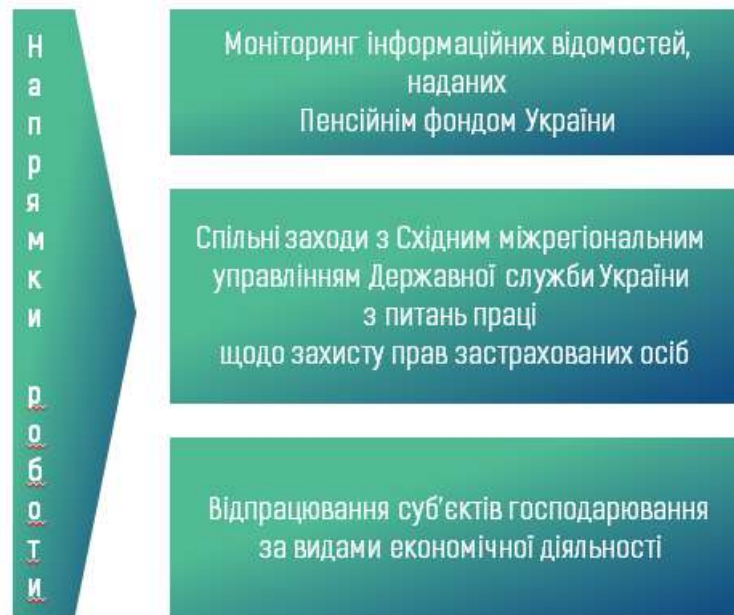 Напрямки роботи
Моніторинг інформаційних відомостей,
наданих
Пенсійнім фондом України
Спільні заходи з Східним міжрегіональним
управлінням Державної служби України
з питань праці
щодо захисту прав застрахованих осіб
Відпрацювання суб'єктів господарювання
за видами економічної діяльності